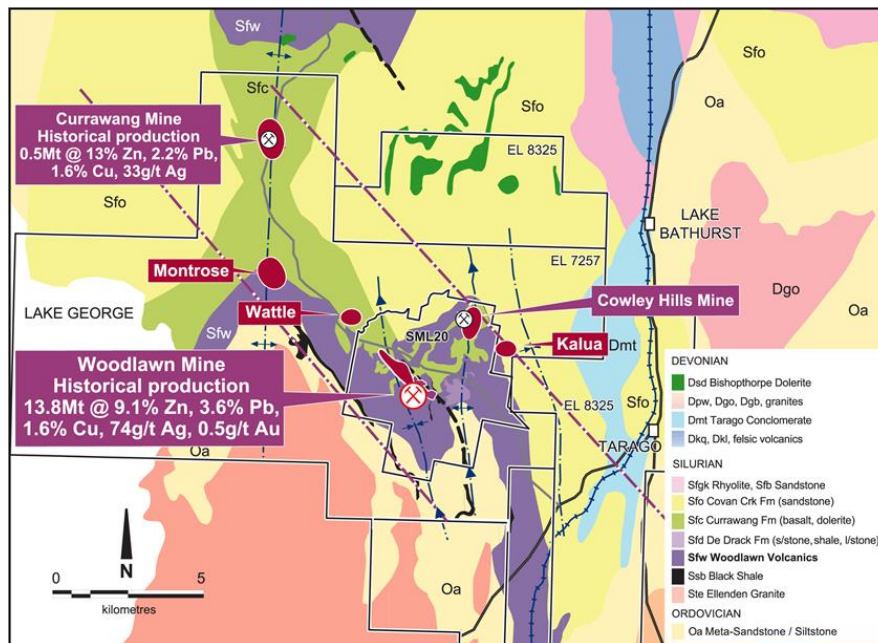 Sfw
Sfo
Sfc
Sfo
Oa
Currawang Mine
Historical production
0.5Mt @ 13% Zn, 2.2% Pb,
1.6% Cu, 33g/t Ag
EL 8325
Sfo
LAKE
BATHURST
EL 7257
Montrose
Cowley Hills Mine
Dgo
LAKE GEORGE
Wattle
Oa
Sfw
SML20
Kalua
Dmt
Woodlawn Mine
Historical production
13.8Mt @ 9.1% Zn, 3.6% Pb,
1.6% Cu, 74g/t Ag, 0.5g/t Au
EL 8325
Sfo
TARAGO
Oa
Oa
N
0
5
kilometres
DEVONIAN
Dsd Bishopthorpe Dolerite
Dpw, Dgo, Dgb, granites
Dmt Tarago Conclomerate
Dkq, Dkl, felsic volcanics
SILURIAN
Sfgk Rhyolite, Sfb Sandstone
Sfo Covan Crk Fm (sandstone)
Sfc Currawang Fm (basalt, dolerite)
Sfd De Drack Fm (s/stone, shale, l/stone)
Sfw Woodlawn Volcanics
Ssb Black Shale
Ste Ellenden Granite
ORDOVICIAN
Oa Meta-Sandstone / Siltstone